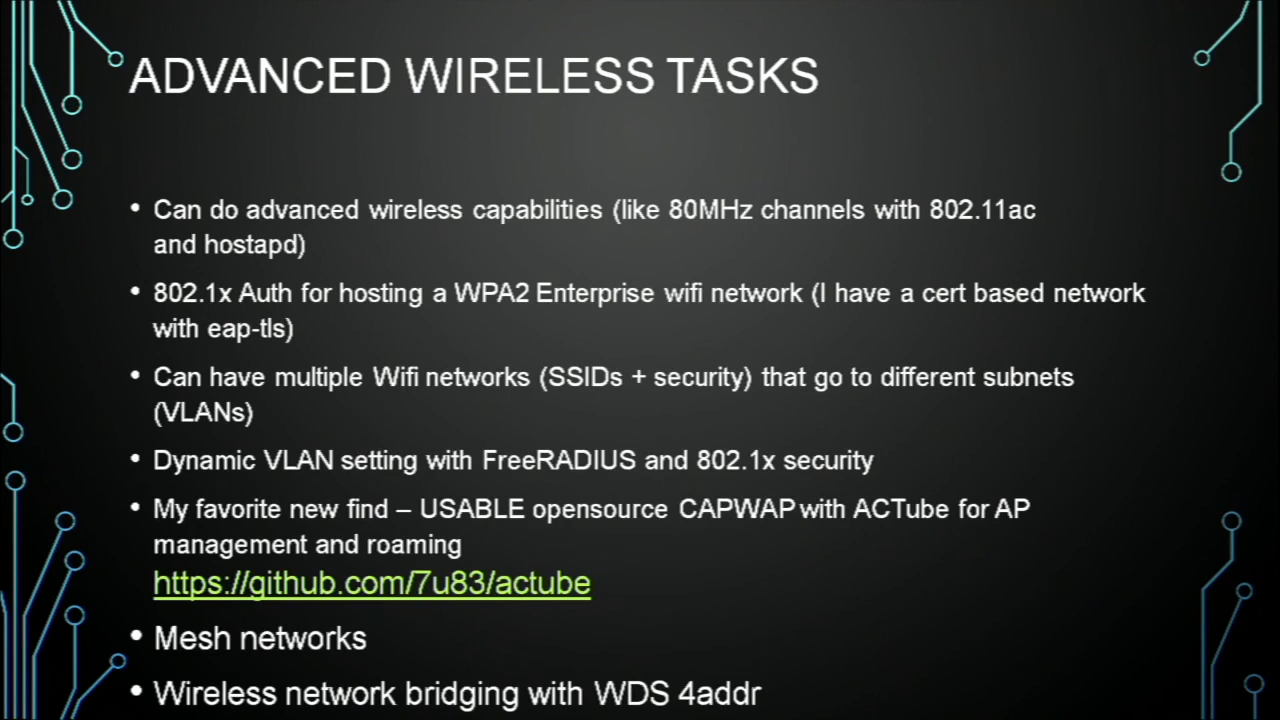 ADVANCED WIRELESS TASKS
• Can do advanced wireless capabilities (like 80MHz channels with 802.11ac
and hostapd)
• 802.1x Auth for hosting a WPA2 Enterprise wifi network (I have a cert based network
with eap-tls)
• Can have multiple Wifi networks (SSIDs + security) that go to different subnets
(VLANs)
• Dynamic VLAN setting with FreeRADIUS and 802.1x security
• My favorite new find – USABLE opensource CAPWAP with ACTube for AP
management and roaming
https://github.com/7u83/actube
• Mesh networks
• Wireless network bridging with WDS 4addr